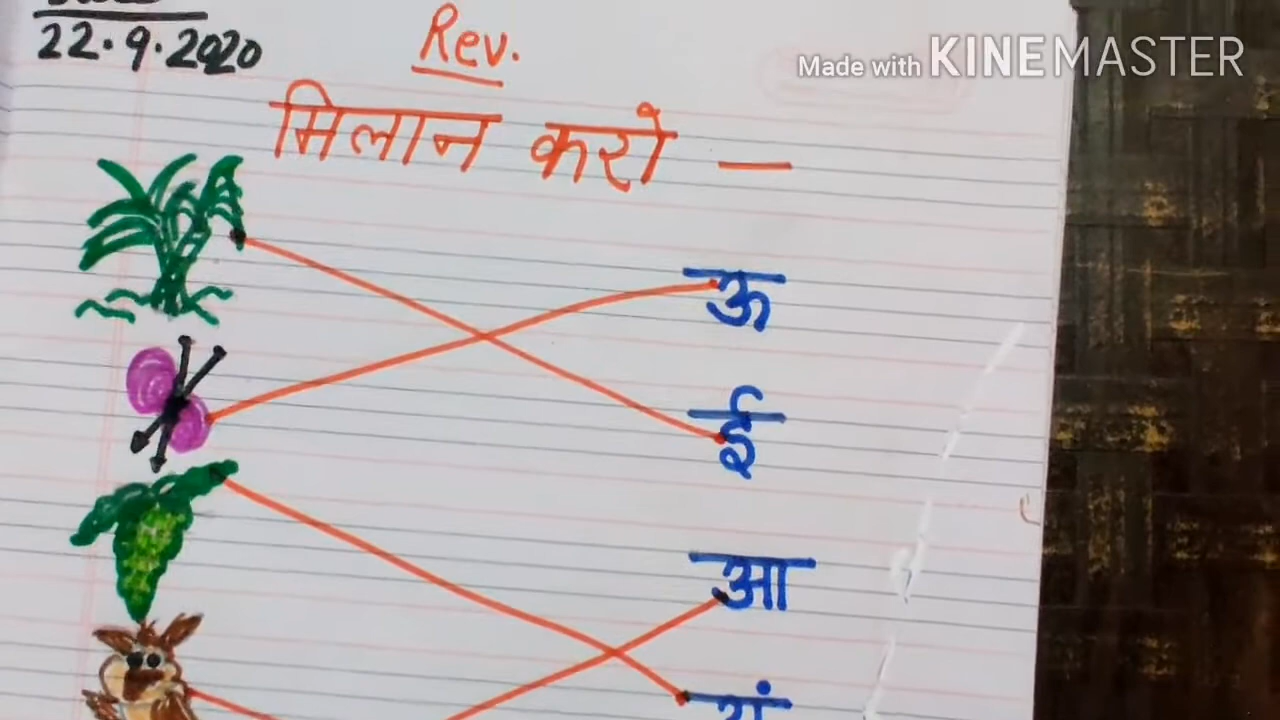 22.9.2020
Rev.
Made with KINEMASTER
मिलान करो —
ऊ
ई
आ